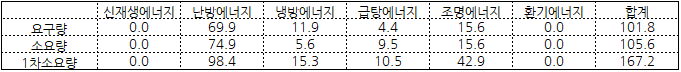 신재생에너지 난방에너지 냉방에너지 급탕에너지 조명에너지 환기에너지 합계
요구량 0.0 69.9 11.9 4.4 15.6 0.0 101.8
소요량 0.0 74.9 5.6 9.5 15.6 0.0 105.6
1차소요량 0.0 98.4 15.3 10.5 42.9 0.0 167.2